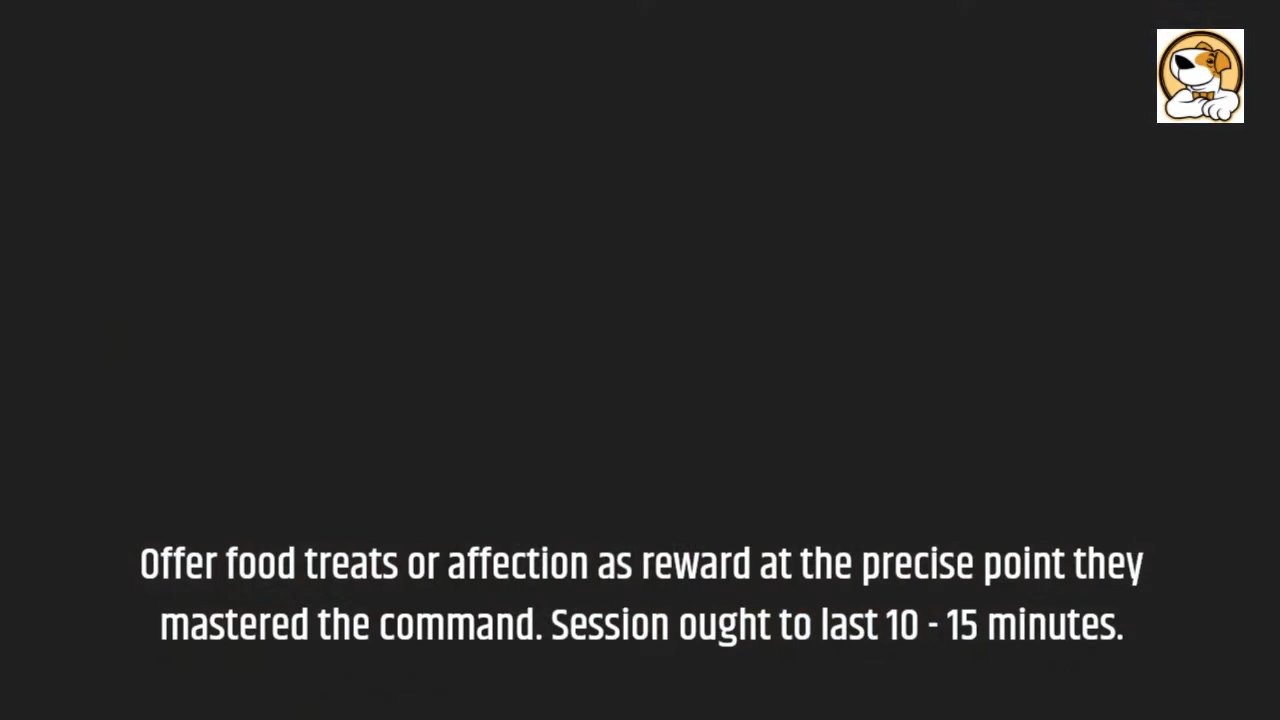 Offer food treats or affection as reward at the precise point they
mastered the command. Session ought to last 10 - 15 minutes.